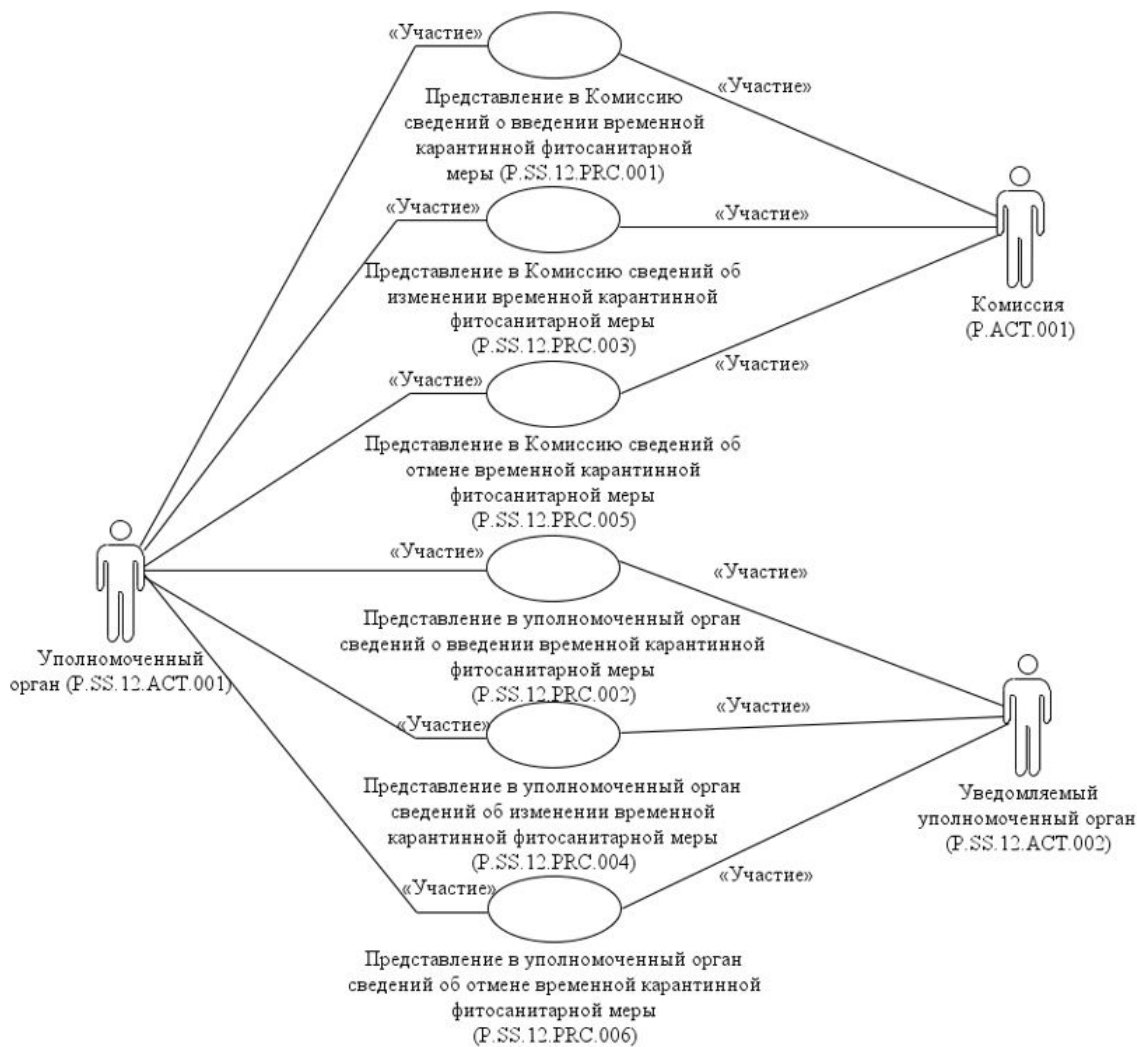 «Участие»
«Участие»
Представление в Комиссию
сведений о введении временной
карантинной фитосанитарной
меры (P.SS.12.PRC.001)
«Участие»
«Участие»
Представление в Комиссию сведений об
изменении временной карантинной
фитосанитарной меры
(P.SS.12.PRC.003)
Комиссия
(P.ACT.001)
«Участие»
«Участие»
Представление в Комиссию сведений об
отмене временной карантинной
фитосанитарной меры
(P.SS.12.PRC.005)
«Участие»
«Участие»
Представление в уполномоченный орган
сведений о введении временной карантинной
фитосанитарной меры
(P.SS.12.PRC.002)
Уполномоченный
орган (P.SS.12.ACT.001)
«Участие»
«Участие»
Представление в уполномоченный орган
сведений об изменении временной
карантинной фитосанитарной меры
(P.SS.12.PRC.004)
Уведомляемый
уполномоченный орган
(P.SS.12.ACT.002)
«Участие»
«Участие»
Представление в уполномоченный орган
сведений об отмене временной карантинной
фитосанитарной меры
(P.SS.12.PRC.006)